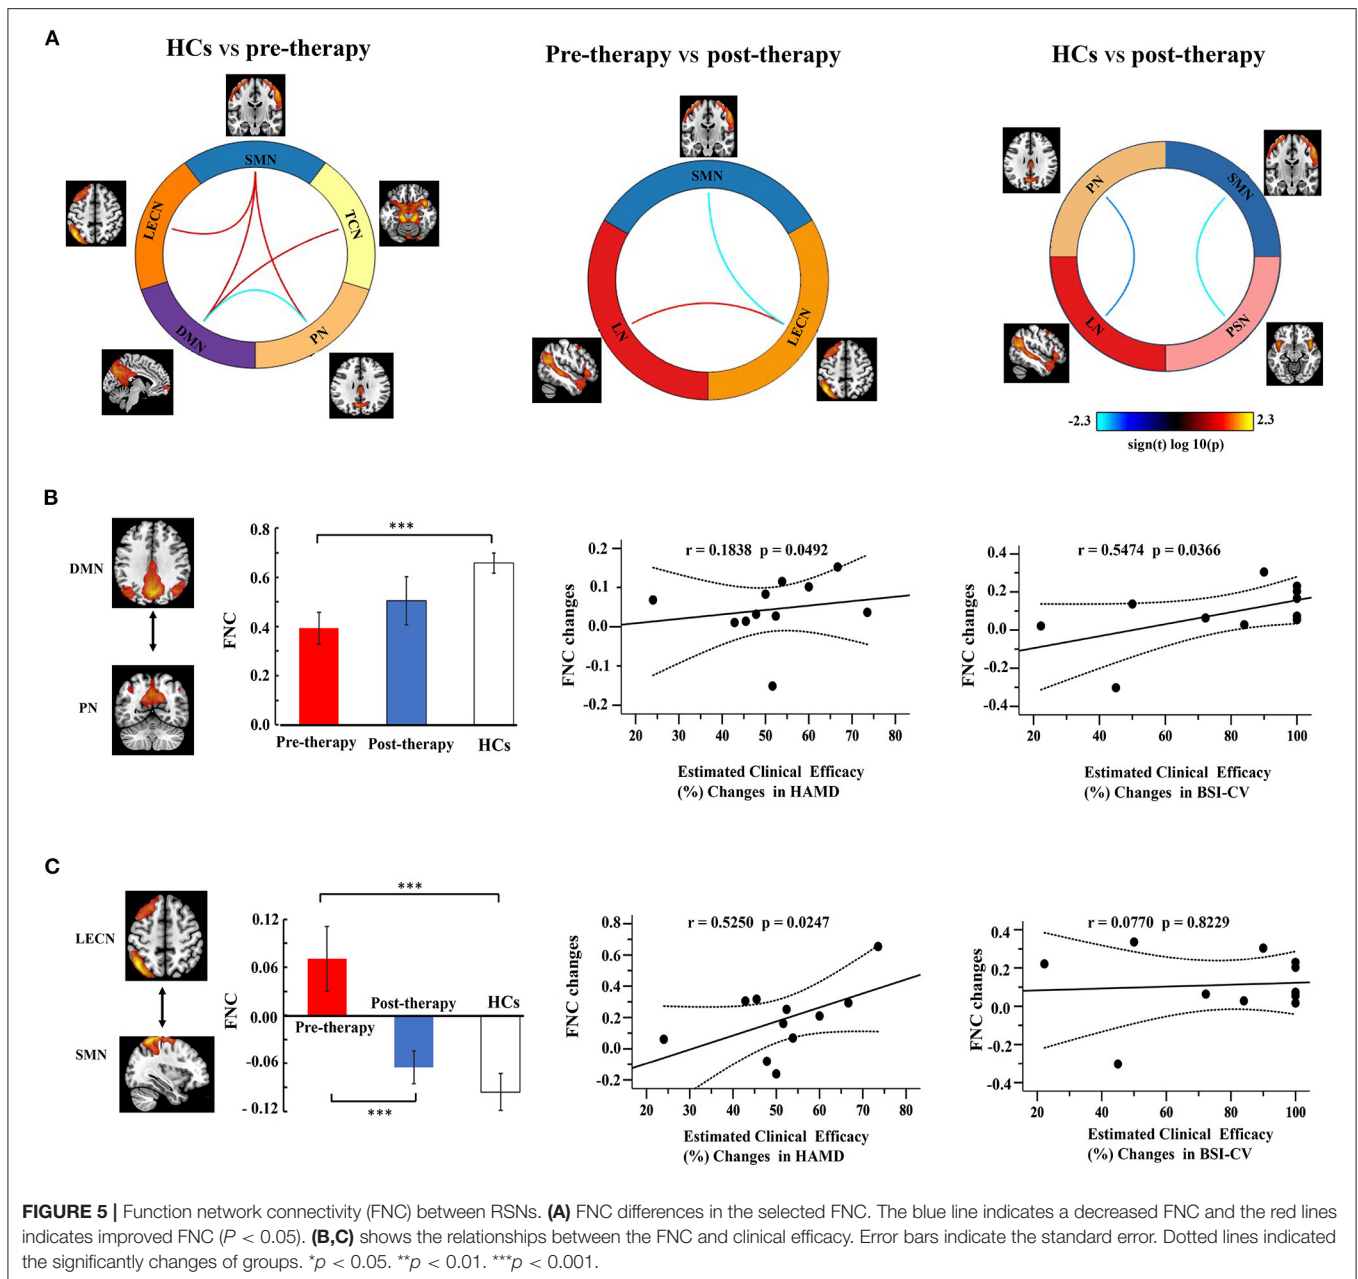 A
HCs vs pre-therapy
Pre-therapy vs post-therapy
HCs vs post-therapy
SMN
LECN
TCN
DMN
PN
SMN
LN
LECN
PN
SMN
LN
PSN
-2.3
2.3
sign(t) log 10(p)
B
DMN
PN
FNC
0.8
0.6
0.4
0.2
0.0
***
Pre-therapy
Post-therapy
HCs
FNC changes
0.2
0.1
0.0
-0.1
-0.2
r = 0.1838 p = 0.0492
20 30 40 50 60 70 80
Estimated Clinical Efficacy
(%) Changes in HAMD
FNC changes
0.4
0.2
0.0
-0.2
-0.4
r = 0.5474 p = 0.0366
20 40 60 80 100
Estimated Clinical Efficacy
(%) Changes in BSI-CV
C
LECN
SMN
FNC
0.12
0.06
0.00
-0.06
- 0.12
***
Pre-therapy
Post-therapy
HCs
***
FNC changes
0.8
0.6
0.4
0.2
0.0
-0.2
r = 0.5250 p = 0.0247
20 30 40 50 60 70 80
Estimated Clinical Efficacy
(%) Changes in HAMD
FNC changes
0.4
0.2
0.0
-0.2
-0.4
r = 0.0770 p = 0.8229
20 40 60 80 100
Estimated Clinical Efficacy
(%) Changes in BSI-CV
FIGURE 5 | Function network connectivity (FNC) between RSNs. (A) FNC differences in the selected FNC. The blue line indicates a decreased FNC and the red lines
indicates improved FNC (P < 0.05). (B,C) shows the relationships between the FNC and clinical efficacy. Error bars indicate the standard error. Dotted lines indicated
the significantly changes of groups. *p < 0.05. **p < 0.01. ***p < 0.001.